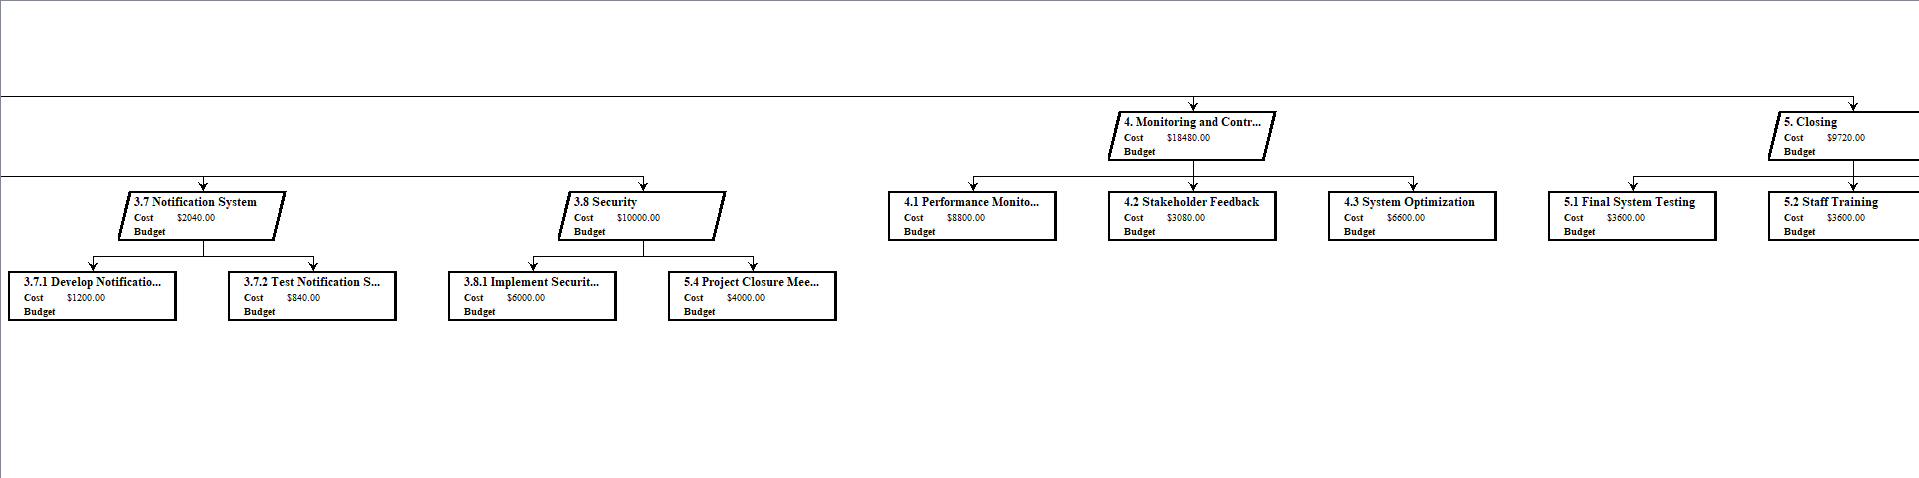 4. Monitoring and Contr...
Cost $18480.00
Budget
5. Closing
Cost $9720.00
Budget
3.7 Notification System
Cost $2040.00
Budget
3.8 Security
Cost $10000.00
Budget
4.1 Performance Monito...
Cost $8800.00
Budget
4.2 Stakeholder Feedback
Cost $3080.00
Budget
4.3 System Optimization
Cost $6600.00
Budget
5.1 Final System Testing
Cost $3600.00
Budget
5.2 Staff Training
Cost $3600.00
Budget
3.7.1 Develop Notificatio...
Cost $1200.00
Budget
3.7.2 Test Notification S...
Cost $840.00
Budget
3.8.1 Implement Securit...
Cost $6000.00
Budget
5.4 Project Closure Mee...
Cost $4000.00
Budget